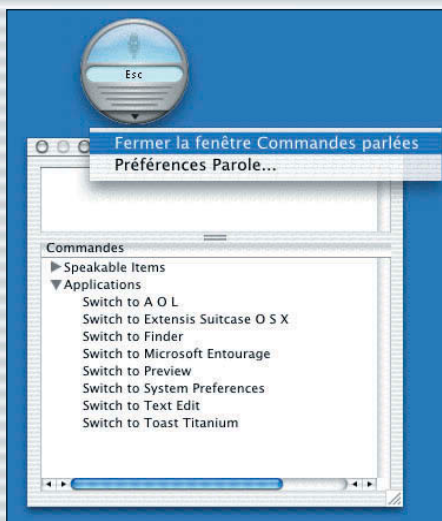 Esc
Fermer la fenêtre Commandes parlées
Préférences Parole...
Commandes
Speakable Items
Applications
Switch to A O L
Switch to Extensis Suitcase O S X
Switch to Finder
Switch to Microsoft Entourage
Switch to Preview
Switch to System Preferences
Switch to Text Edit
Switch to Toast Titanium